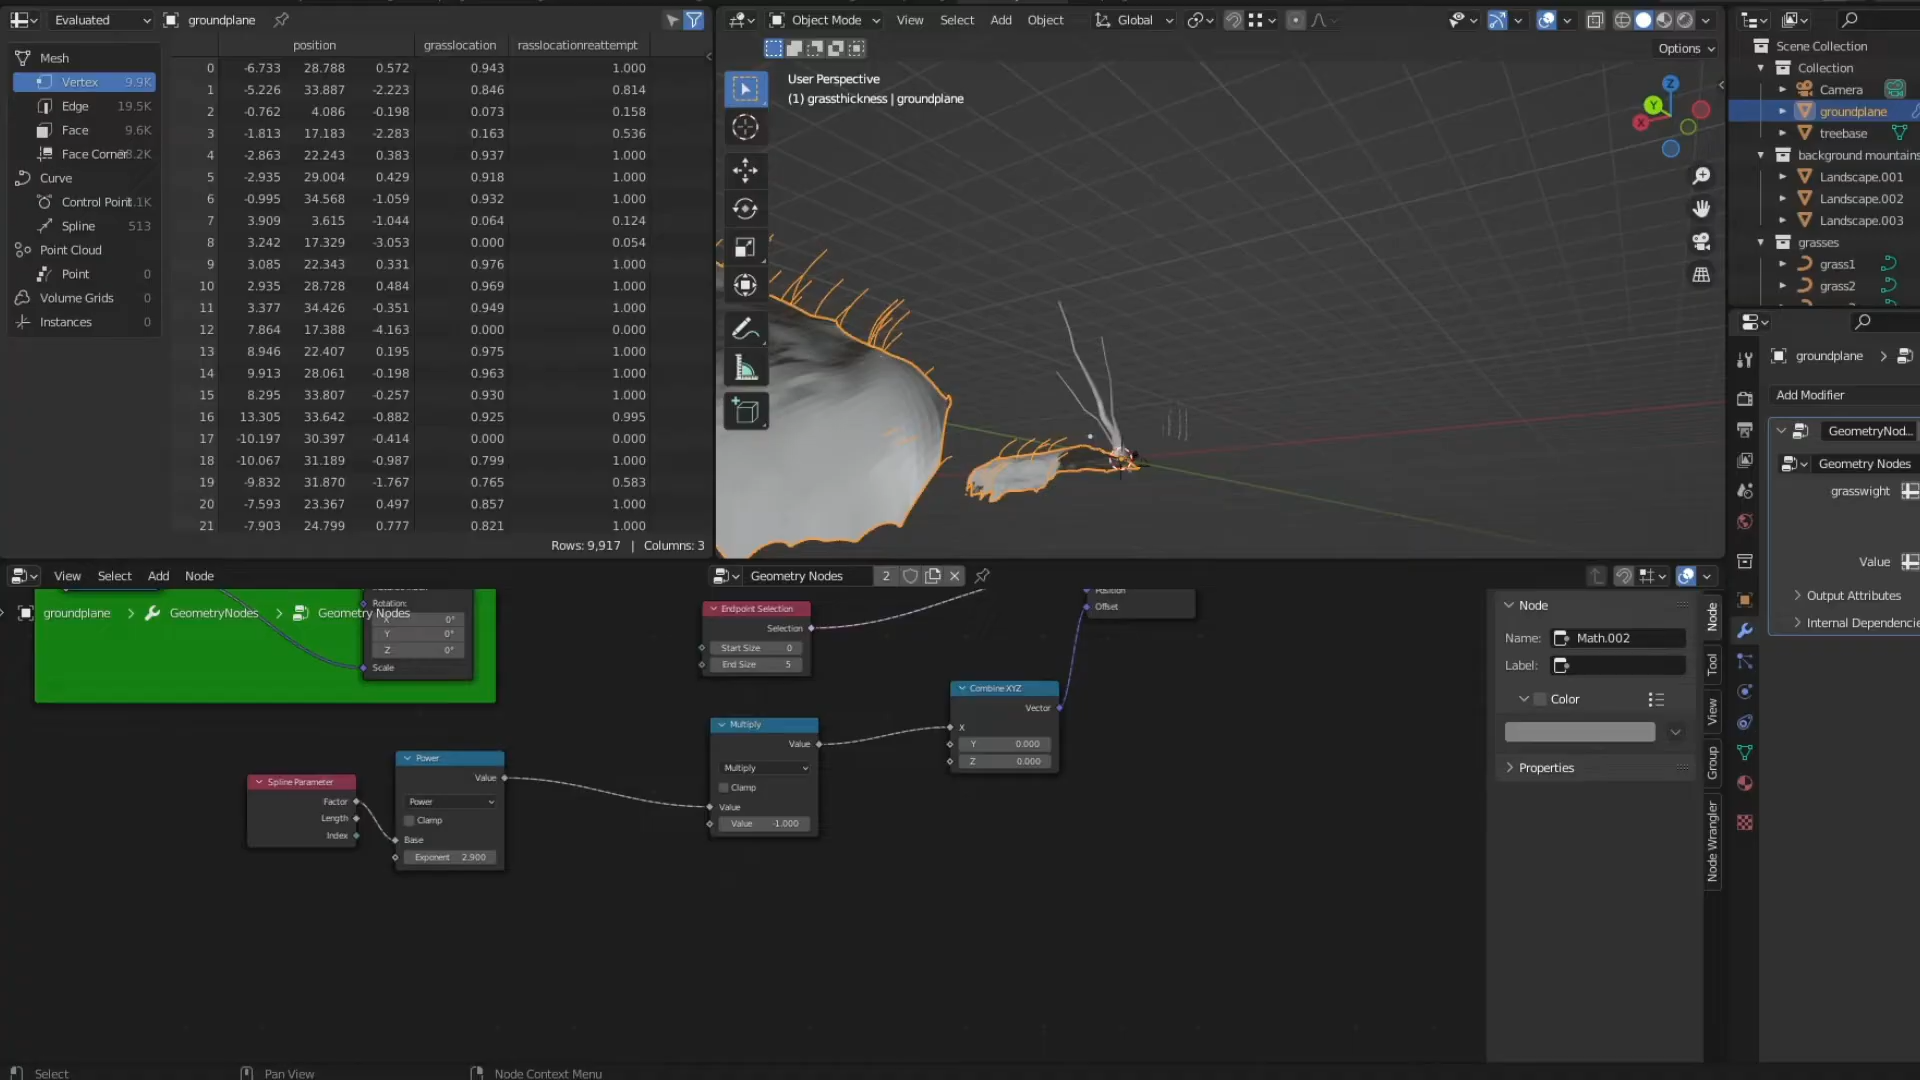 Evaluated
groundplane
Object Mode
View
Select
Add
Object
Global
Scene Collection
Options
Collection
Camera
groundplane
treebase
background mountains
Landscape.001
Landscape.002
Landscape.003
grasses
grass1
grass2
Mesh
Vertex 9.9K
Edge 19.5K
Face 9.6K
Face Corner
Curve
Control Point
Spline 513
Point Cloud
Point 0
Volume Grids 0
Instances 0
position grasslocation rasslocationreattempt
0 -6.733 28.788 0.572 0.943 1.000
1 -5.226 33.887 -2.223 0.846 0.814
2 -0.762 4.086 -0.198 0.073 0.158
3 -1.813 17.183 -2.283 0.163 0.536
4 -2.863 22.243 0.383 0.937 1.000
5 -2.935 29.004 0.429 0.918 1.000
6 -0.995 34.568 -1.059 0.932 1.000
7 3.909 3.615 -1.044 0.064 0.124
8 3.242 17.329 -3.053 0.000 0.054
9 3.085 22.343 0.331 0.976 1.000
10 2.935 28.728 0.484 0.969 1.000
11 3.377 34.426 -0.351 0.949 1.000
12 7.864 17.388 -4.163 0.000 0.000
13 8.946 22.407 0.195 0.975 1.000
14 9.913 28.061 -0.198 0.963 1.000
15 8.295 33.807 -0.257 0.930 1.000
16 13.305 33.642 -0.882 0.925 0.995
17 -10.197 30.397 -0.414 0.000 0.000
18 -10.067 31.189 -0.987 0.799 1.000
19 -9.832 31.870 -1.767 0.765 0.583
20 -7.593 23.367 0.497 0.857 1.000
21 -7.903 24.799 0.777 0.821 1.000
Rows: 9,917 | Columns: 3
User Perspective
(1) grassthickness | groundplane
Z
Y
X
groundplane
Add Modifier
GeometryNod...
Geometry Nodes
grasswight
Value
Output Attributes
Internal Dependencie
View
Select
Add
Node
Geometry Nodes 2
groundplane
GeometryNodes
Geometry Nodes
Rotation:
X 0°
Y 0°
Z 0°
Scale
Endpoint Selection
Selection
Start Size 0
End Size 5
Position
Offset
Combine XYZ
Vector
X
Y 0.000
Z 0.000
Multiply
Value
Multiply
Clamp
Value
Value -1.000
Power
Value
Power
Clamp
Base
Exponent 2.900
Spline Parameter
Factor
Length
Index
Node
Name: Math.002
Label:
Color
Properties
Node
Tool
View
Group
Node Wrangler
Select
Pan View
Node Context Menu